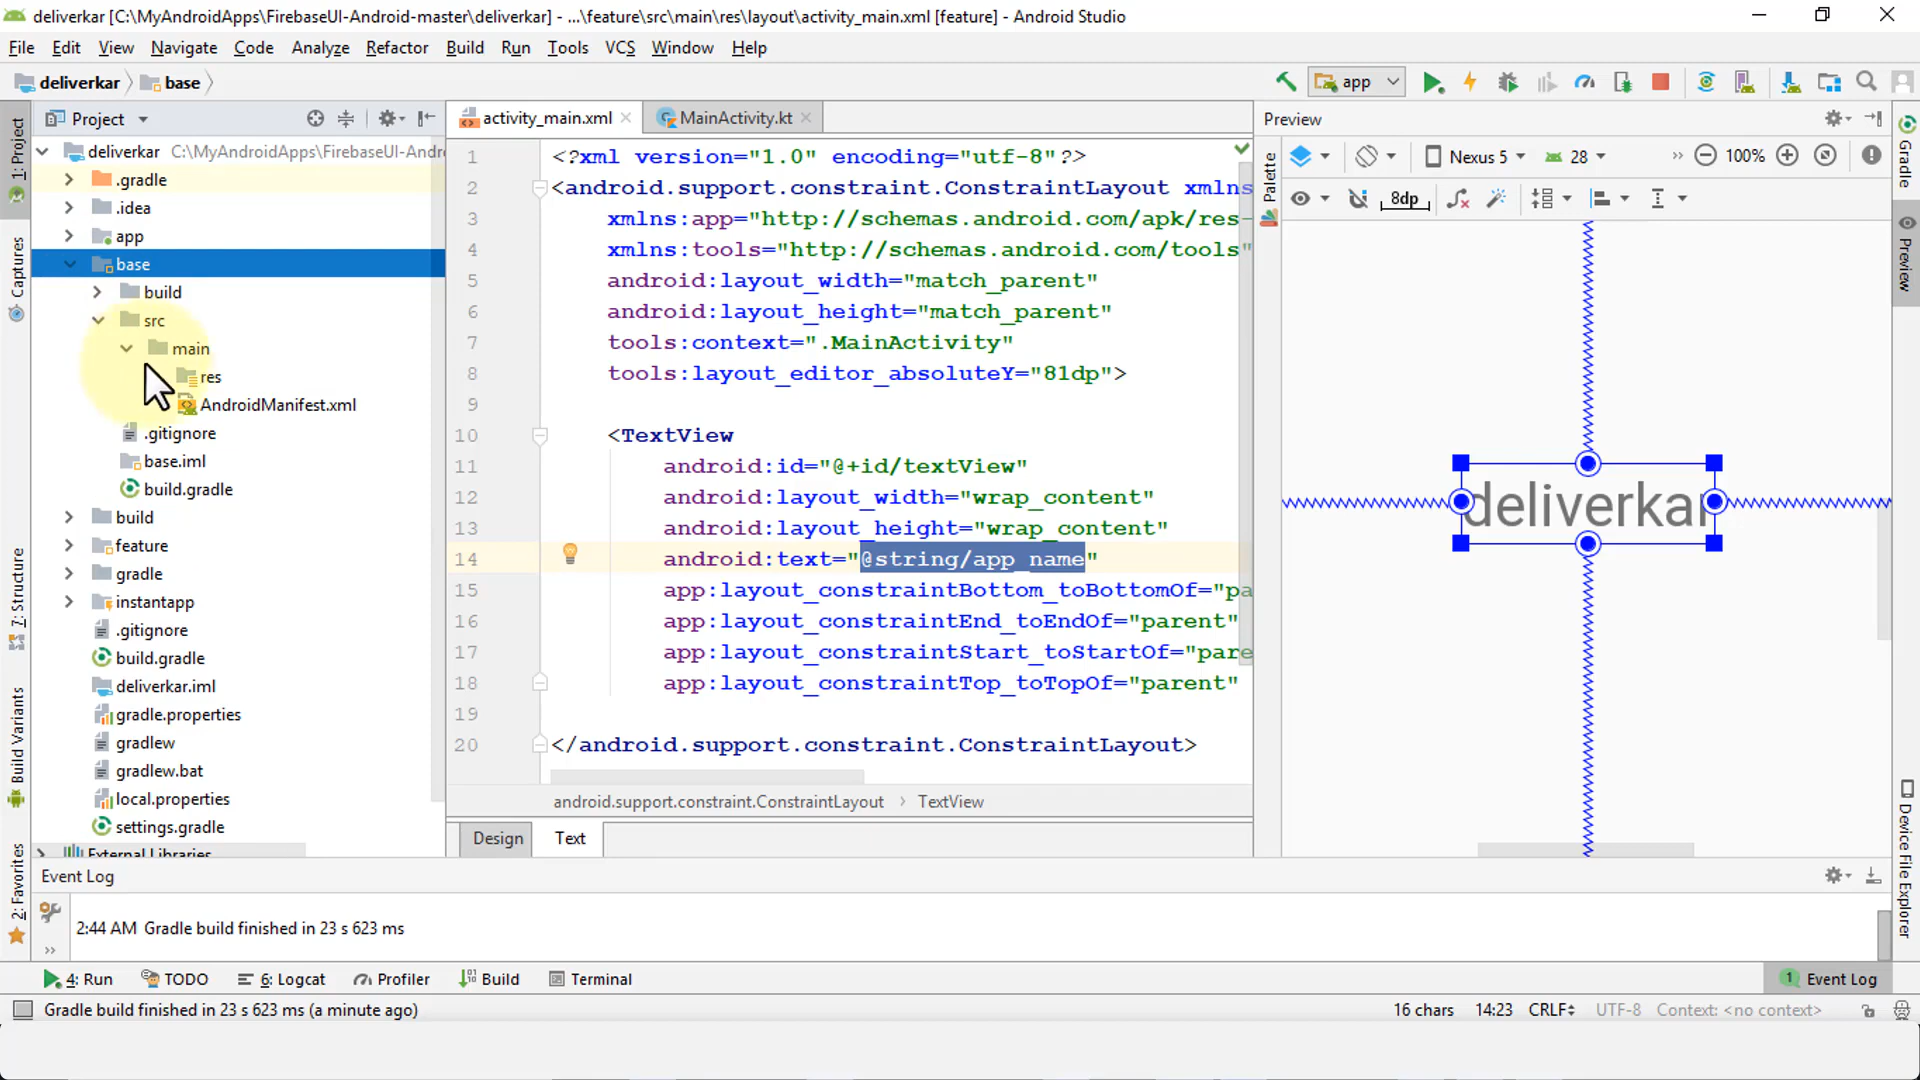 deliverkar [C:\MyAndroidApps\FirebaseUI-Android-master\deliverkar] - ...\feature\src\main\res\layout\activity_main.xml [feature] - Android Studio
File Edit View Navigate Code Analyze Refactor Build Run Tools VCS Window Help
deliverkar base
app
Project
activity_main.xml
MainActivity.kt
Preview
1: Project
Captures
7: Structure
Build Variants
2: Favorites
deliverkar C:\MyAndroidApps\FirebaseUI-Andr
.gradle
.idea
app
base
build
src
main
res
AndroidManifest.xml
.gitignore
base.iml
build.gradle
build
feature
gradle
instantapp
.gitignore
build.gradle
deliverkar.iml
gradle.properties
gradlew
gradlew.bat
local.properties
settings.gradle
External Libraries
1 <?xml version="1.0" encoding="utf-8"?>
2 <android.support.constraint.ConstraintLayout xmlns
3 xmlns:app="http://schemas.android.com/apk/res-
4 xmlns:tools="http://schemas.android.com/tools"
5 android:layout_width="match_parent"
6 android:layout_height="match_parent"
7 tools:context=".MainActivity"
8 tools:layout_editor_absoluteY="81dp">
9
10 <TextView
11 android:id="@+id/textView"
12 android:layout_width="wrap_content"
13 android:layout_height="wrap_content"
14 android:text="@string/app_name"
15 app:layout_constraintBottom_toBottomOf="pa
16 app:layout_constraintEnd_toEndOf="parent"
17 app:layout_constraintStart_toStartOf="pare
18 app:layout_constraintTop_toTopOf="parent"
19
20 </android.support.constraint.ConstraintLayout>
android.support.constraint.ConstraintLayout › TextView
Design Text
Palette
Nexus 5 28 » 100%
8dp
deliverkar
Gradle
Preview
Device File Explorer
Event Log
2:44 AM Gradle build finished in 23 s 623 ms
»
4: Run TODO 6: Logcat Profiler Build Terminal 1 Event Log
Gradle build finished in 23 s 623 ms (a minute ago) 16 chars 14:23 CRLF UTF-8 Context: <no context>